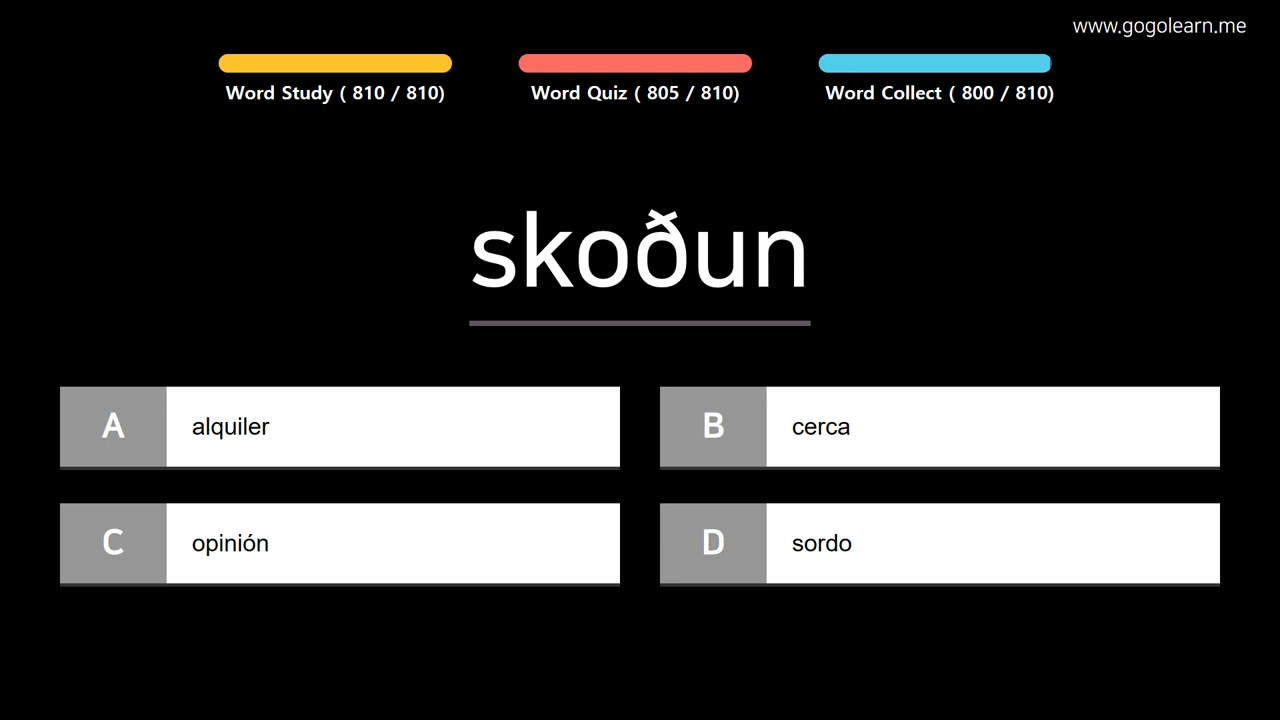 www.gogolearn.me
Word Study ( 810 / 810)
Word Quiz ( 805 / 810)
Word Collect ( 800 / 810)
skoðun
A alquiler
B cerca
C opinión
D sordo